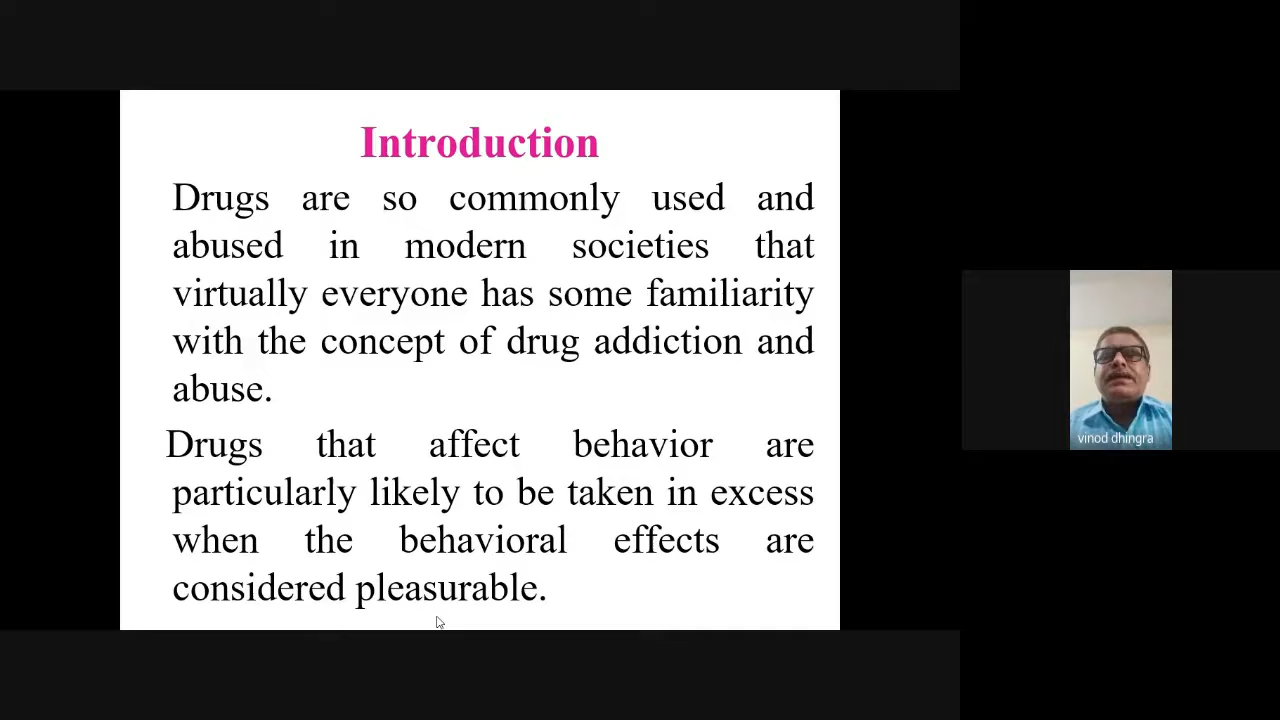 Introduction
Drugs are so commonly used and
abused in modern societies that
virtually everyone has some familiarity
with the concept of drug addiction and
abuse.
Drugs that affect behavior are
particularly likely to be taken in excess
when the behavioral effects are
considered pleasurable.
vinod dhingra